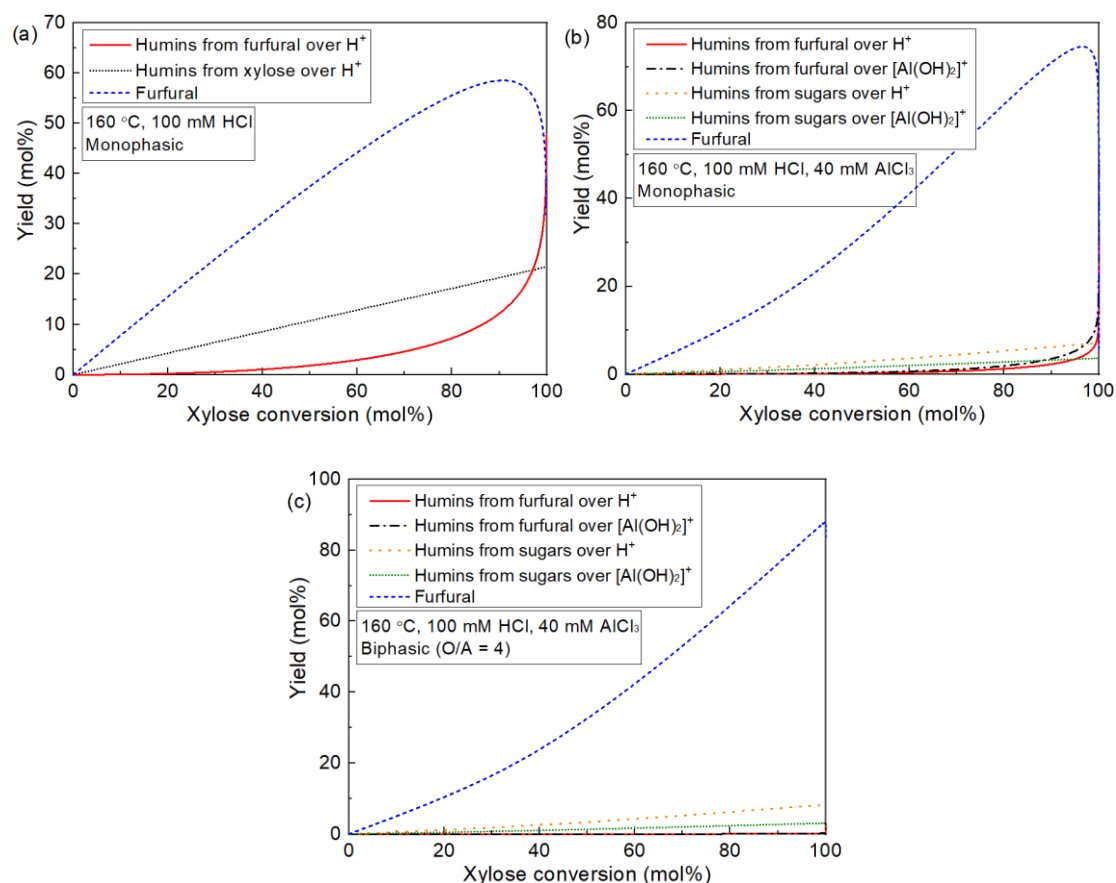 (a)
Humins from furfural over H⁺
Humins from xylose over H⁺
Furfural
160 °C, 100 mM HCl
Monophasic
Yield (mol%)
70
60
50
40
30
20
10
0
0 20 40 60 80 100
Xylose conversion (mol%)
(b)
Humins from furfural over H⁺
Humins from furfural over [Al(OH)₂]⁺
Humins from sugars over H⁺
Humins from sugars over [Al(OH)₂]⁺
Furfural
160 °C, 100 mM HCl, 40 mM AlCl₃
Monophasic
Yield (mol%)
80
60
40
20
0
0 20 40 60 80 100
Xylose conversion (mol%)
(c)
Humins from furfural over H⁺
Humins from furfural over [Al(OH)₂]⁺
Humins from sugars over H⁺
Humins from sugars over [Al(OH)₂]⁺
Furfural
160 °C, 100 mM HCl, 40 mM AlCl₃
Biphasic (O/A = 4)
Yield (mol%)
100
80
60
40
20
0
0 20 40 60 80 100
Xylose conversion (mol%)